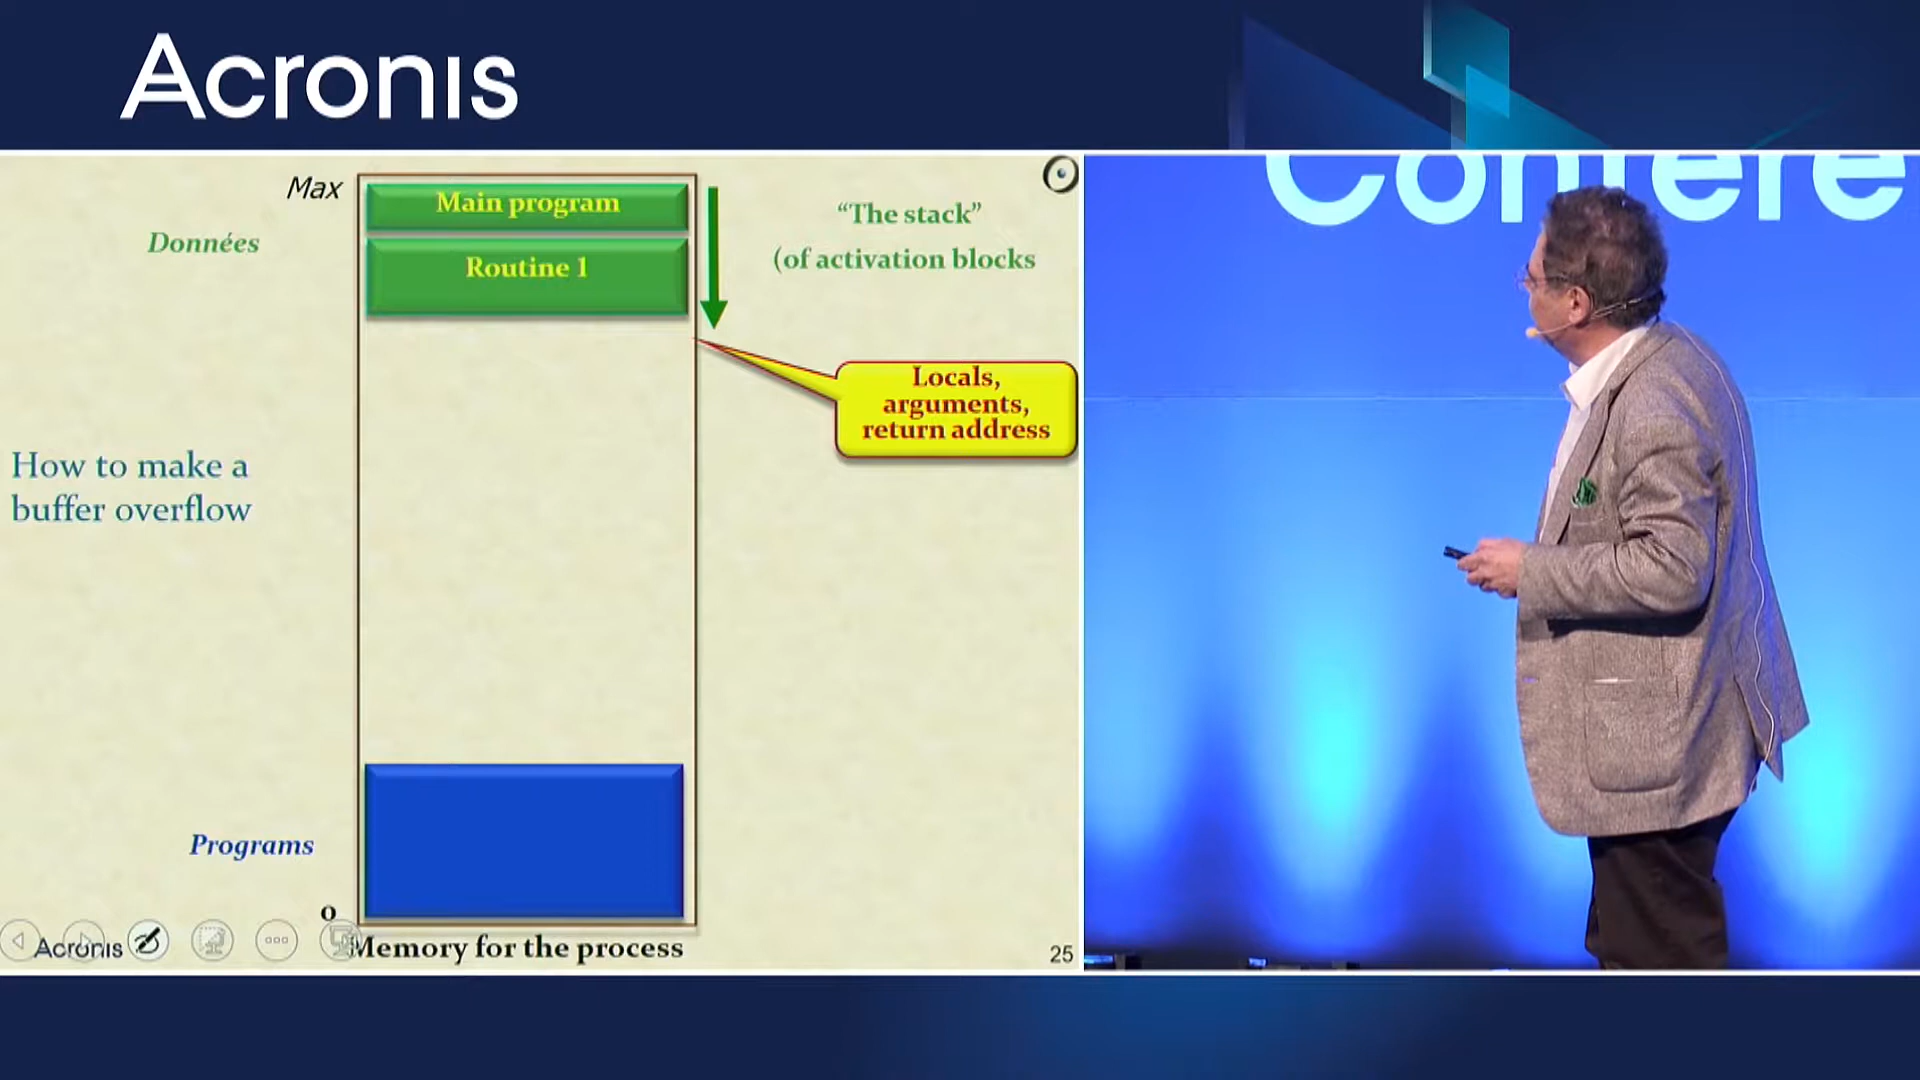 Acronis
Max
Main program
Données
Routine 1
“The stack”
(of activation blocks
Locals,
arguments,
return address
How to make a
buffer overflow
Programs
0
Acronis
Memory for the process
25
Confere